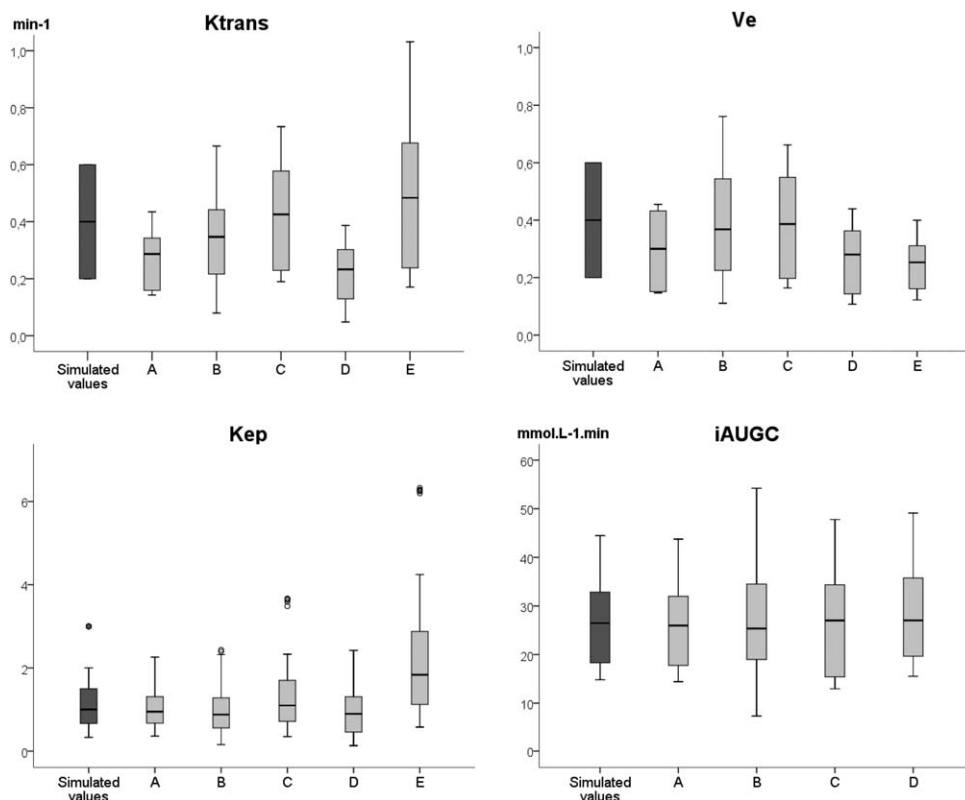 min-1
Ktrans
1,0
0,8
0,6
0,4
0,2
0,0
Simulated values
A
B
C
D
E
Ve
1,0
0,8
0,6
0,4
0,2
0,0
Simulated values
A
B
C
D
E
Kep
6
4
2
0
Simulated values
A
B
C
D
E
mmol.L-1.min
iAUGC
60
50
40
30
20
10
0
Simulated values
A
B
C
D